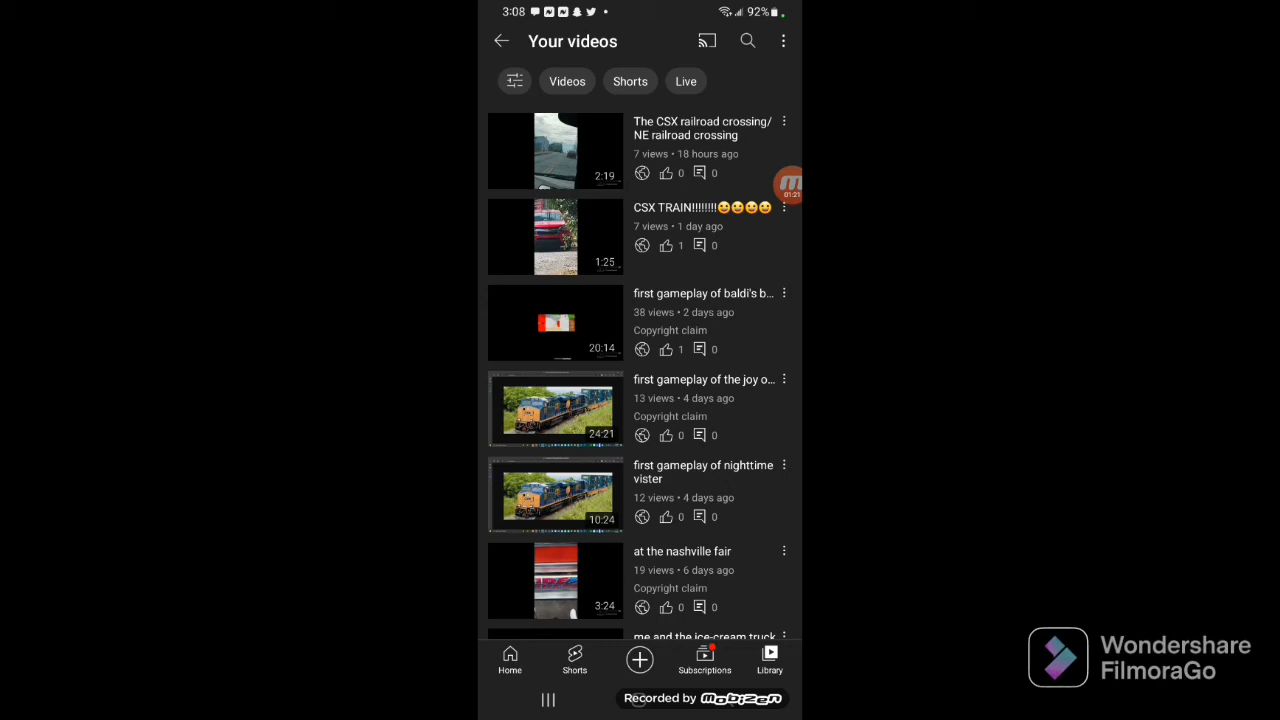 3:08
92%
Your videos
Videos
Shorts
Live
The CSX railroad crossing/
NE railroad crossing
7 views • 18 hours ago
0 0
2:19
01:21
CSX TRAIN!!!!!!!!😆😆😆😆
7 views • 1 day ago
1 0
1:25
first gameplay of baldi's b...
38 views • 2 days ago
Copyright claim
1 0
20:14
first gameplay of the joy o...
13 views • 4 days ago
Copyright claim
0 0
24:21
first gameplay of nighttime
vister
12 views • 4 days ago
0 0
10:24
at the nashville fair
19 views • 6 days ago
Copyright claim
0 0
3:24
me and the ice-cream truck
Home
Shorts
Subscriptions
Library
Recorded by mobizen
Wondershare
FilmoraGo